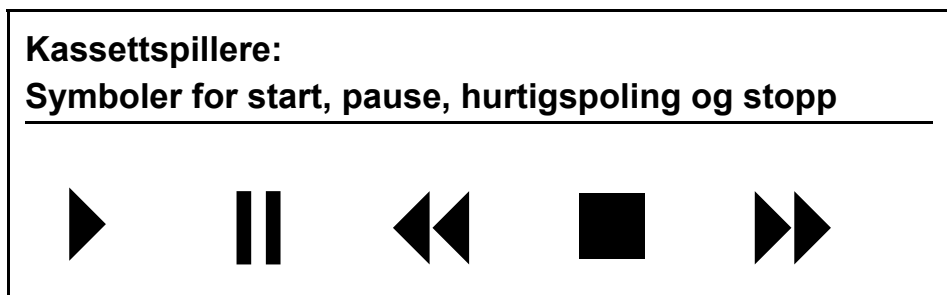 Kassettspillere:
Symboler for start, pause, hurtigspoling og stopp